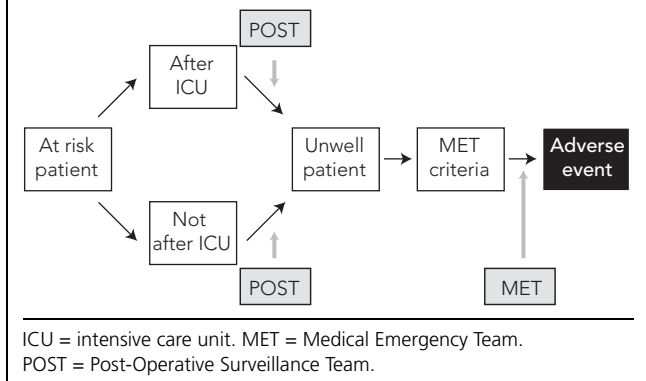 POST
After
ICU
At risk
patient
Unwell
patient
MET
criteria
Adverse
event
Not
after ICU
POST
MET
ICU = intensive care unit. MET = Medical Emergency Team.
POST = Post-Operative Surveillance Team.